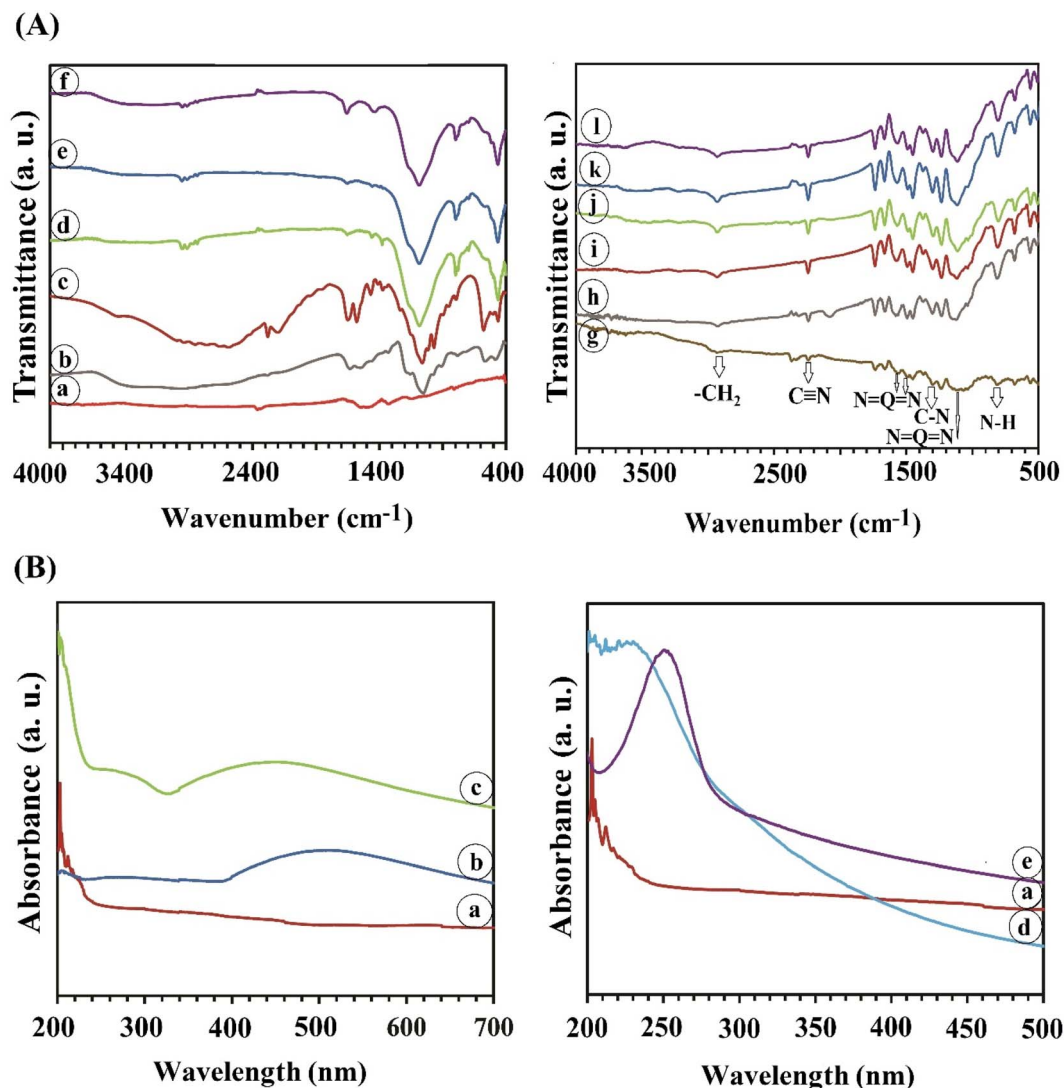 (A)
f
e
d
c
b
a
Transmittance (a. u.)
4000 3400 2400 1400 400
Wavenumber (cm-1)
l
k
j
i
h
g
-CH2
C≡N
N=Q=N
C-N
N=Q=N
N-H
Transmittance (a. u.)
4000 3500 2500 1500 500
Wavenumber (cm-1)
(B)
c
b
a
Absorbance (a. u.)
200 300 400 500 600 700
Wavelength (nm)
e
a
d
Absorbance (a. u.)
200 250 300 350 400 450 500
Wavelength (nm)